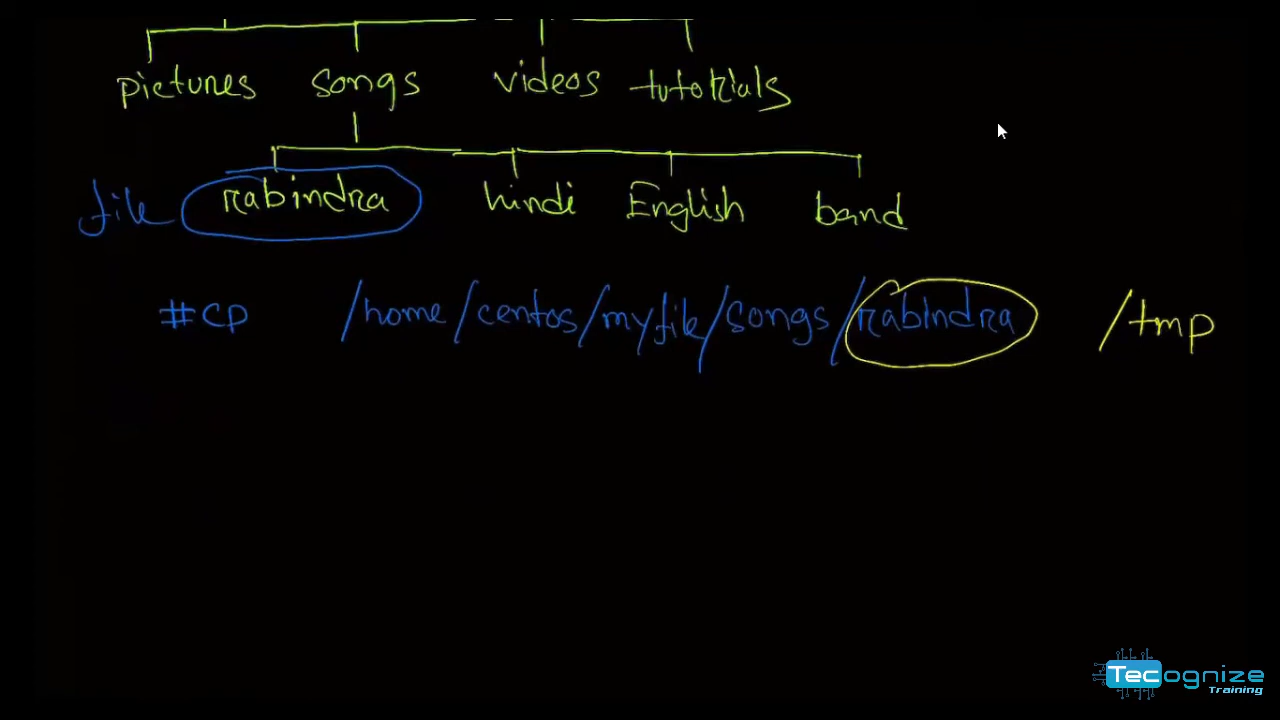 pictures songs videos tutorials
file rabindra hindi English band
#cp /home/centos/myfile/songs/rabindra /tmp
Tecognize
Training